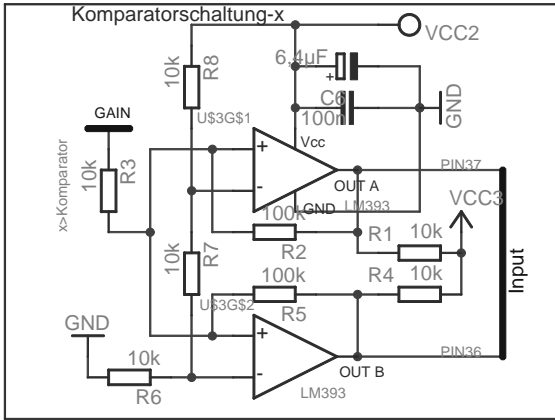 Komparatorschaltung-x
VCC2
6,4µF
+
10k
R8
C6
100n
GND
GAIN
U$3G$1
Vcc
+
-
10k
R3
x>Komparator
OUT A
PIN37
GND
LM393
VCC3
100k
R2
R1
10k
10k
R7
R4
10k
Input
U$3G$2
100k
R5
GND
+
-
10k
R6
OUT B
PIN36
LM393